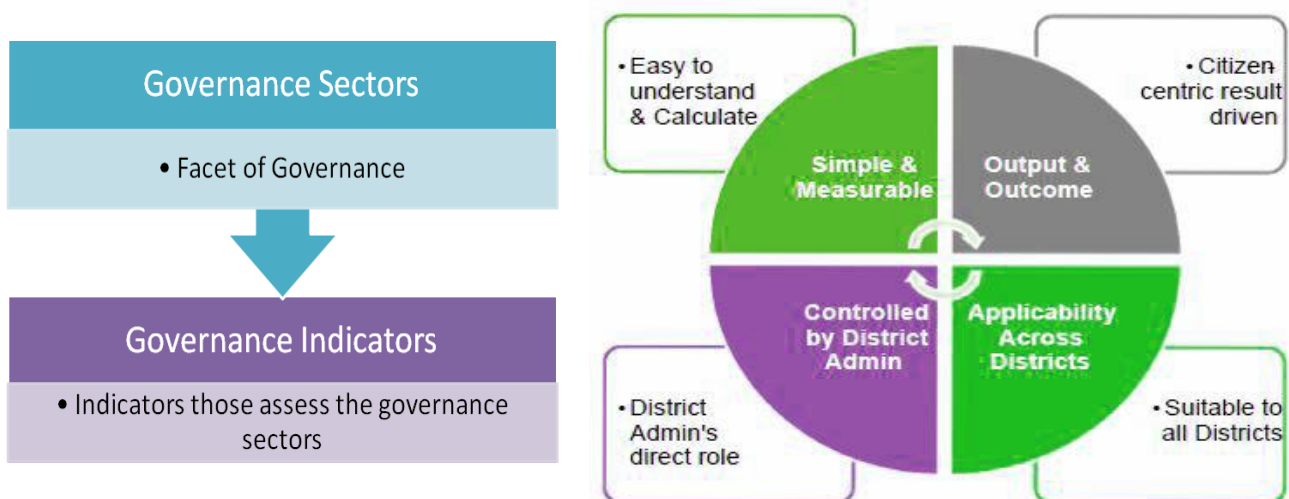 Governance Sectors
• Facet of Governance
Governance Indicators
• Indicators those assess the governance
sectors
• Easy to
understand
& Calculate
• Citizen-
centric result
driven
Simple &
Measurable
Output &
Outcome
Controlled
by District
Admin
Applicability
Across
Districts
• District
Admin's
direct role
• Suitable to
all Districts